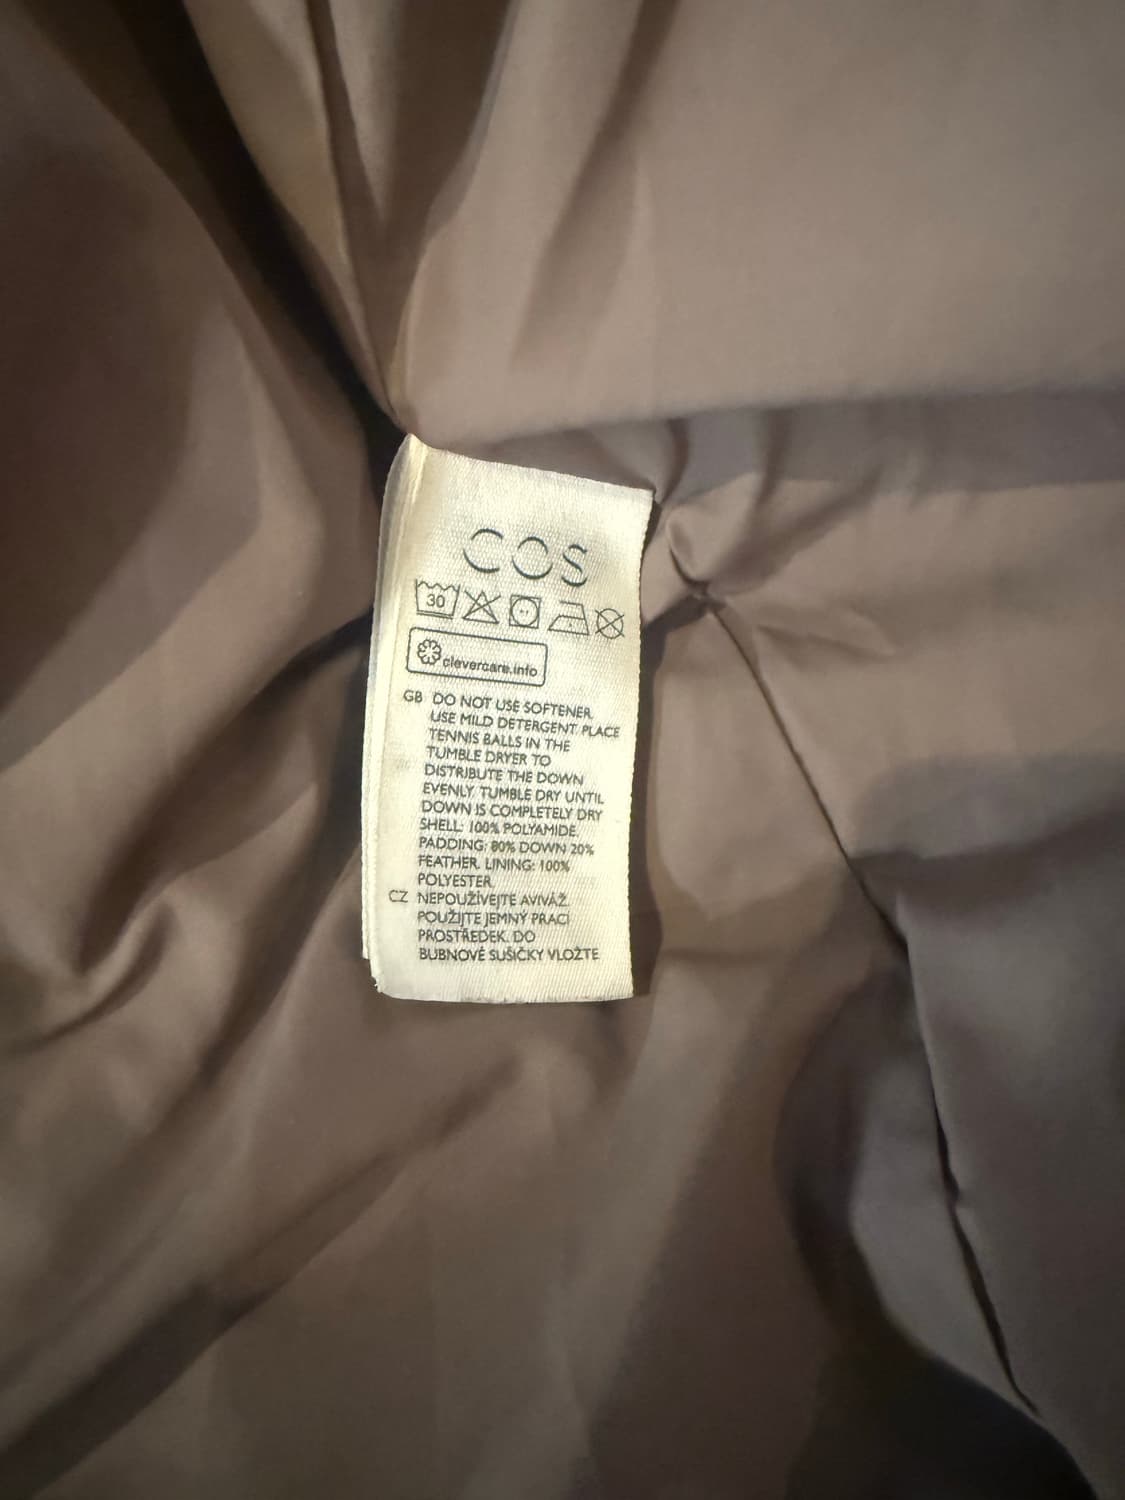 COS
30
clevercare.info
GB DO NOT USE SOFTENER.
USE MILD DETERGENT. PLACE
TENNIS BALLS IN THE
TUMBLE DRYER TO
DISTRIBUTE THE DOWN
EVENLY. TUMBLE DRY UNTIL
DOWN IS COMPLETELY DRY
SHELL: 100% POLYAMIDE.
PADDING: 80% DOWN 20%
FEATHER. LINING: 100%
POLYESTER.
CZ NEPOUŽÍVEJTE AVIVÁŽ.
POUŽIJTE JEMNÝ PRACÍ
PROSTŘEDEK. DO
BUBNOVÉ SUŠIČKY VLOŽTE